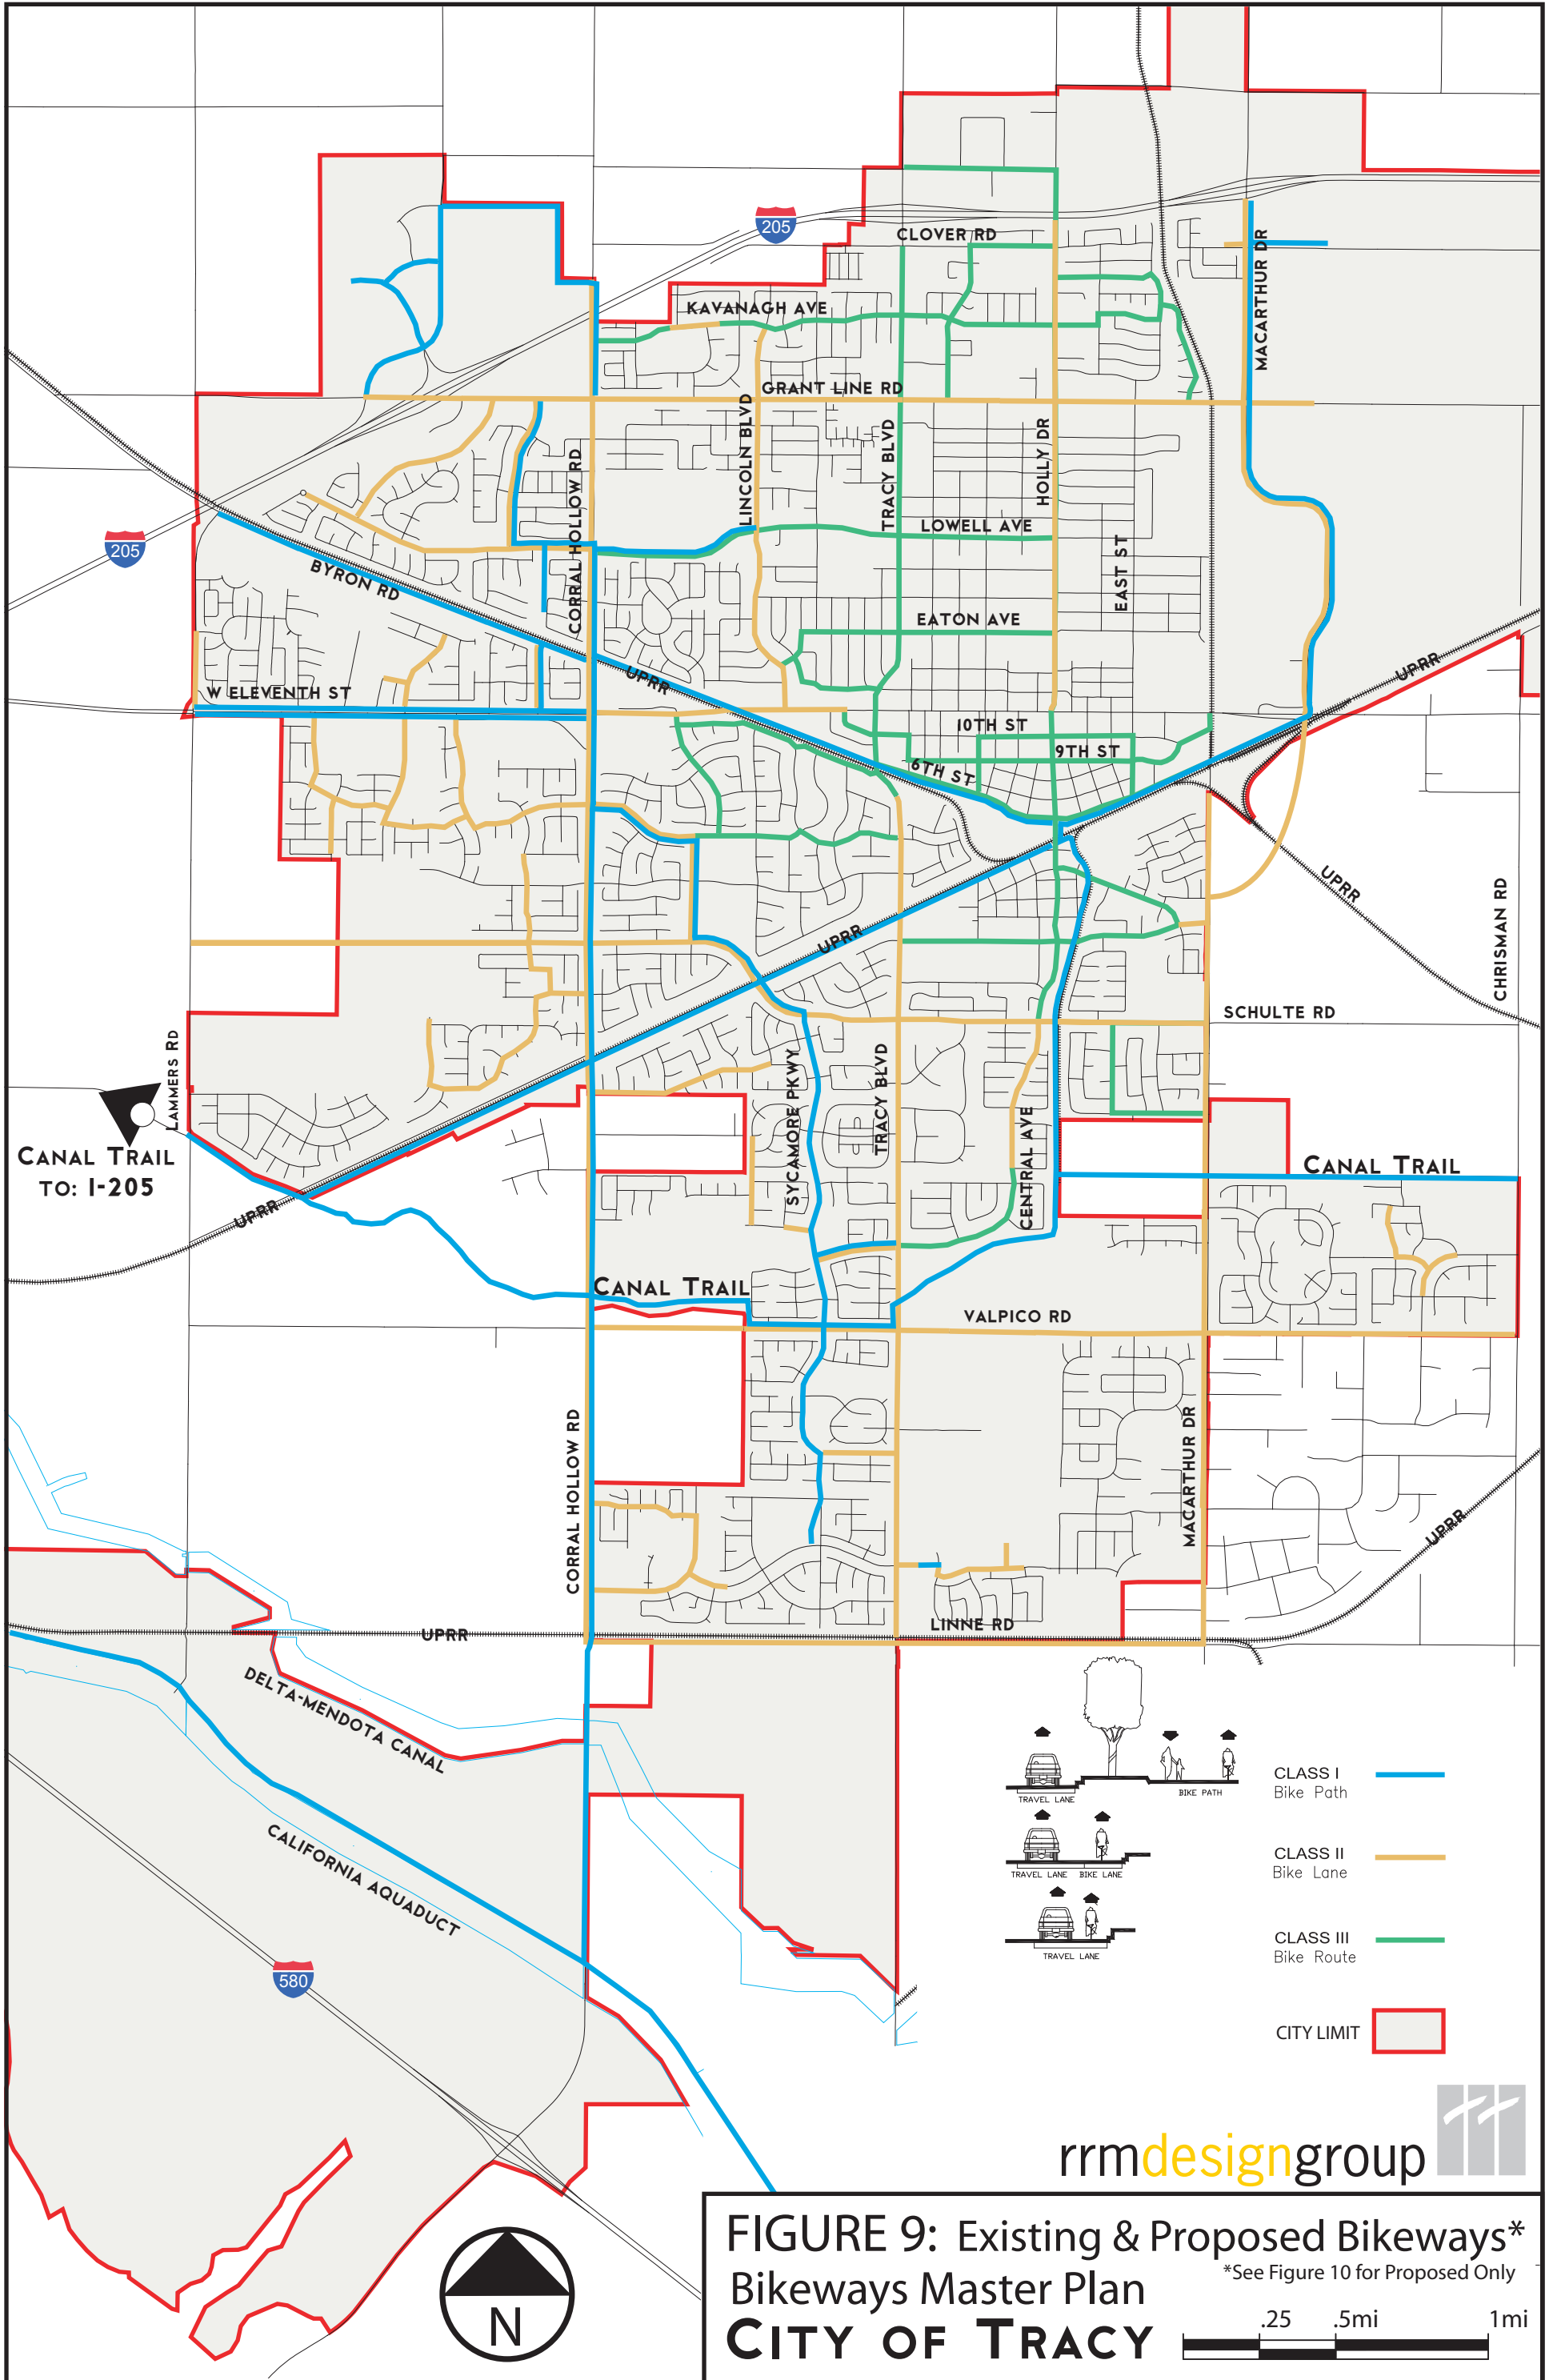 205
CLOVER RD
MACARTHUR DR
KAVANAGH AVE
GRANT LINE RD
LINCOLN BLVD
TRACY BLVD
HOLLY DR
CORRAL HOLLOW RD
LOWELL AVE
205
EAST ST
BYRON RD
EATON AVE
UPRR
UPRR
W ELEVENTH ST
10TH ST
9TH ST
6TH ST
UPRR
CHRISMAN RD
UPRR
SCHULTE RD
LAMMERS RD
SYCAMORE PKWY
TRACY BLVD
CENTRAL AVE
CANAL TRAIL
TO: I-205
CANAL TRAIL
UPRR
CANAL TRAIL
VALPICO RD
CORRAL HOLLOW RD
MACARTHUR DR
UPRR
LINNE RD
UPRR
DELTA-MENDOTA CANAL
CALIFORNIA AQUADUCT
580
TRAVEL LANE
BIKE PATH
CLASS I
Bike Path
TRAVEL LANE
BIKE LANE
CLASS II
Bike Lane
TRAVEL LANE
CLASS III
Bike Route
CITY LIMIT
rrmdesigngroup
N
FIGURE 9: Existing & Proposed Bikeways*
*See Figure 10 for Proposed Only
Bikeways Master Plan
CITY OF TRACY
.25 .5mi 1mi